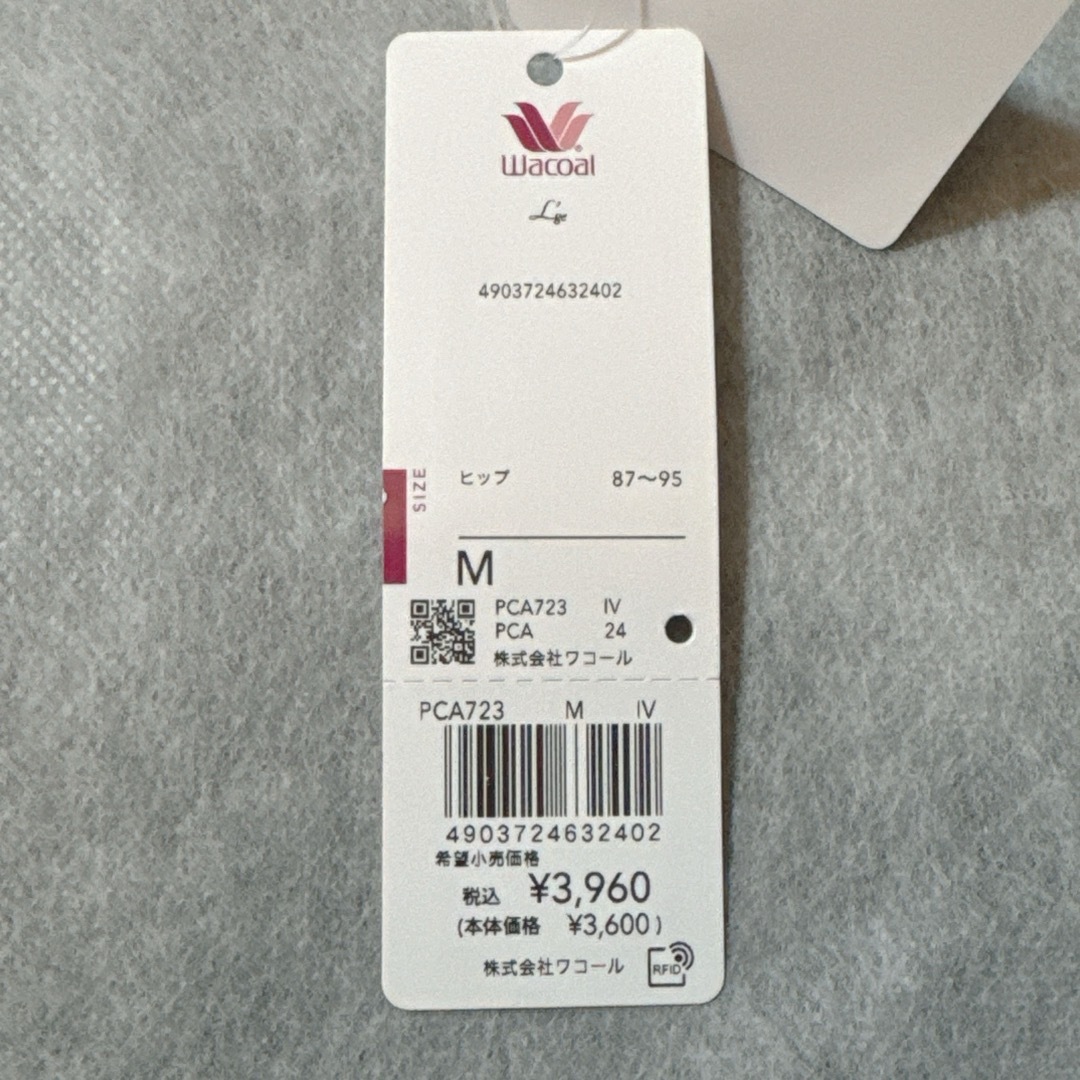 Wacoal
L'ge
4903724632402
SIZE
ヒップ 87〜95
M
PCA723 IV
PCA 24
株式会社ワコール
PCA723 M IV
4903724632402
希望小売価格
税込 ¥3,960
(本体価格 ¥3,600)
株式会社ワコール
RFID